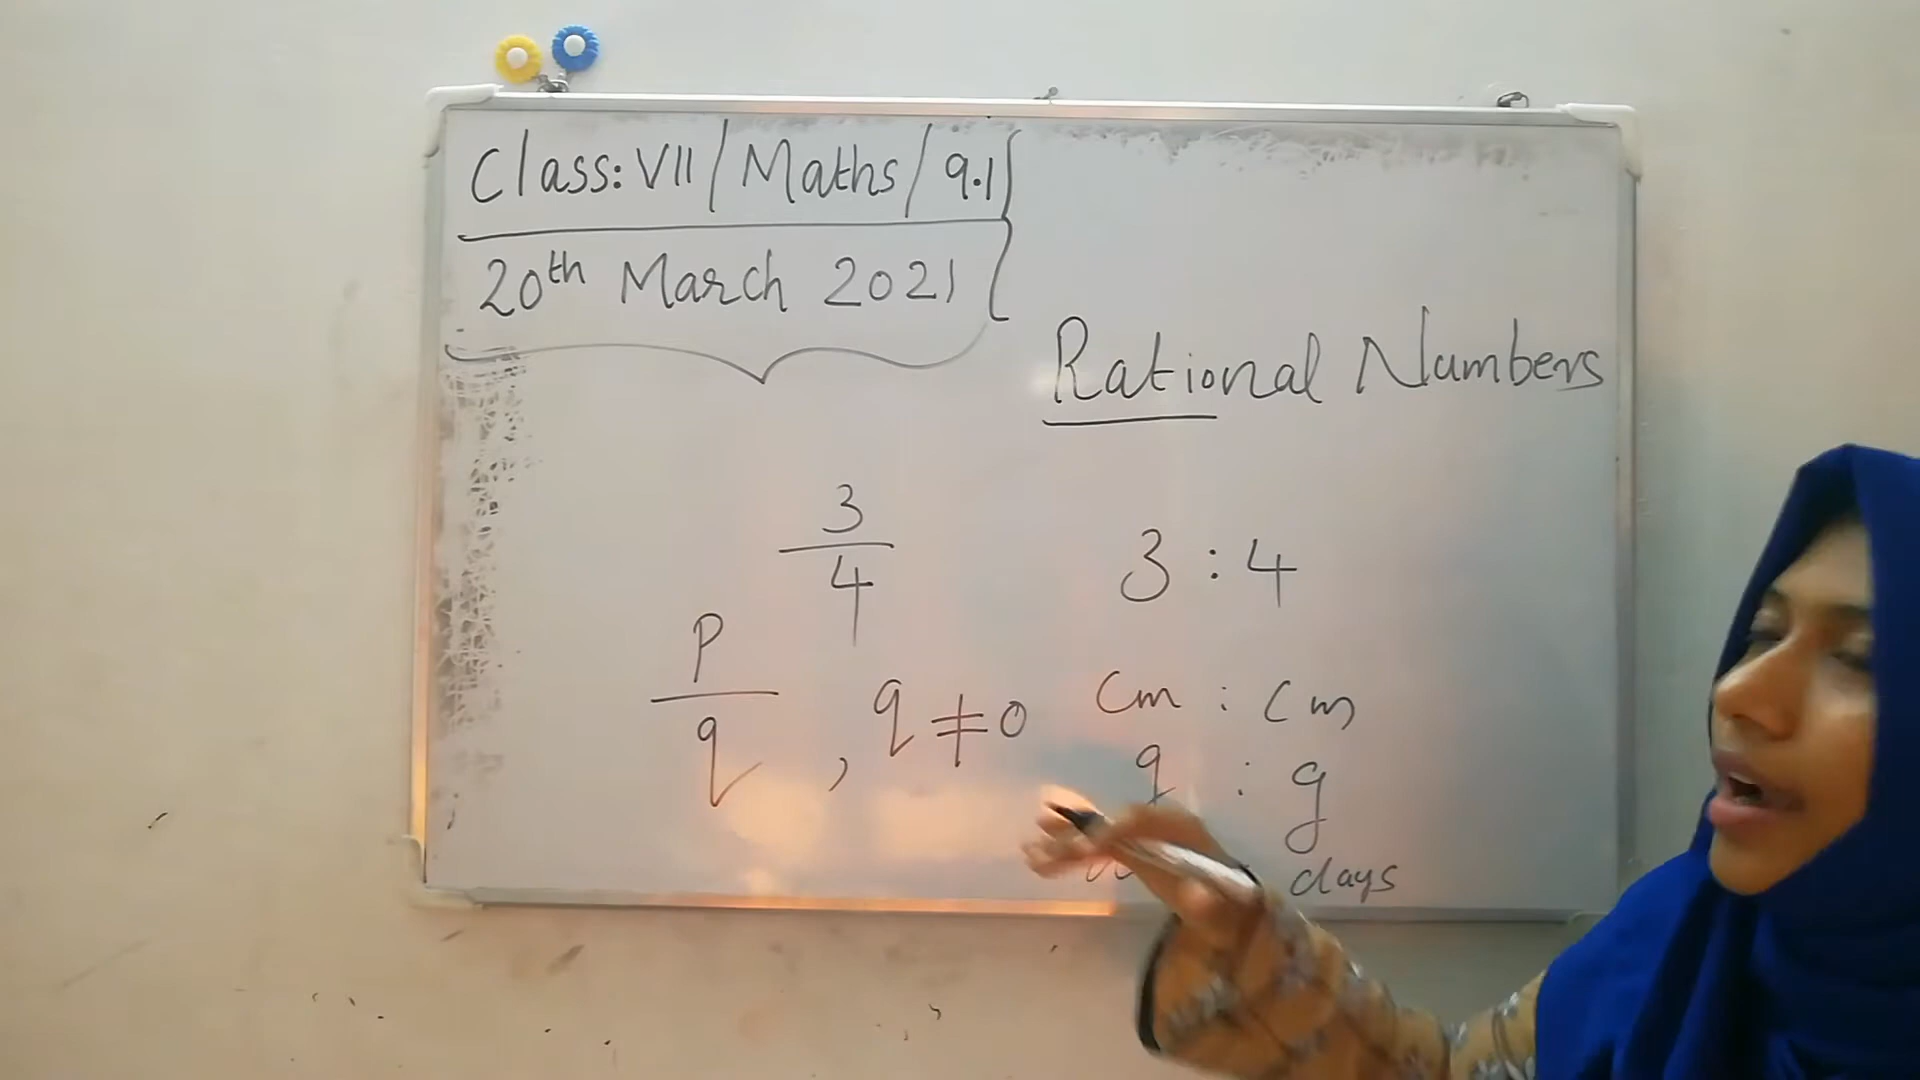 Class: VII / Maths / 9.1
20th March 2021
Rational Numbers
3/4
3 : 4
p/q , q ≠ 0
cm : cm
g : g
: days